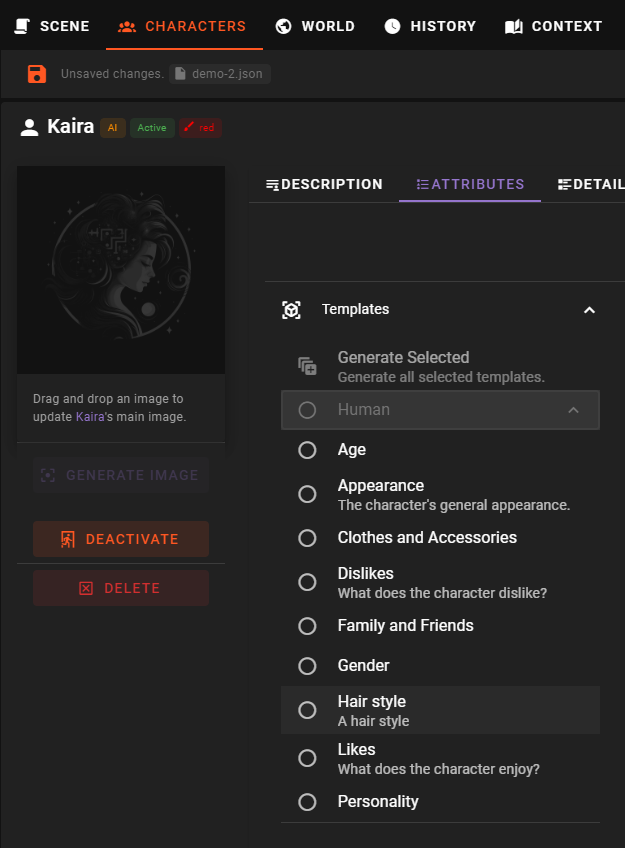 SCENE CHARACTERS WORLD HISTORY CONTEXT
Unsaved changes. demo-2.json
Kaira AI Active red
DESCRIPTION ATTRIBUTES DETAIL
Templates
Generate Selected
Generate all selected templates.
Human
Age
Appearance
The character's general appearance.
Clothes and Accessories
Dislikes
What does the character dislike?
Family and Friends
Gender
Hair style
A hair style
Likes
What does the character enjoy?
Personality
Drag and drop an image to
update Kaira's main image.
GENERATE IMAGE
DEACTIVATE
DELETE